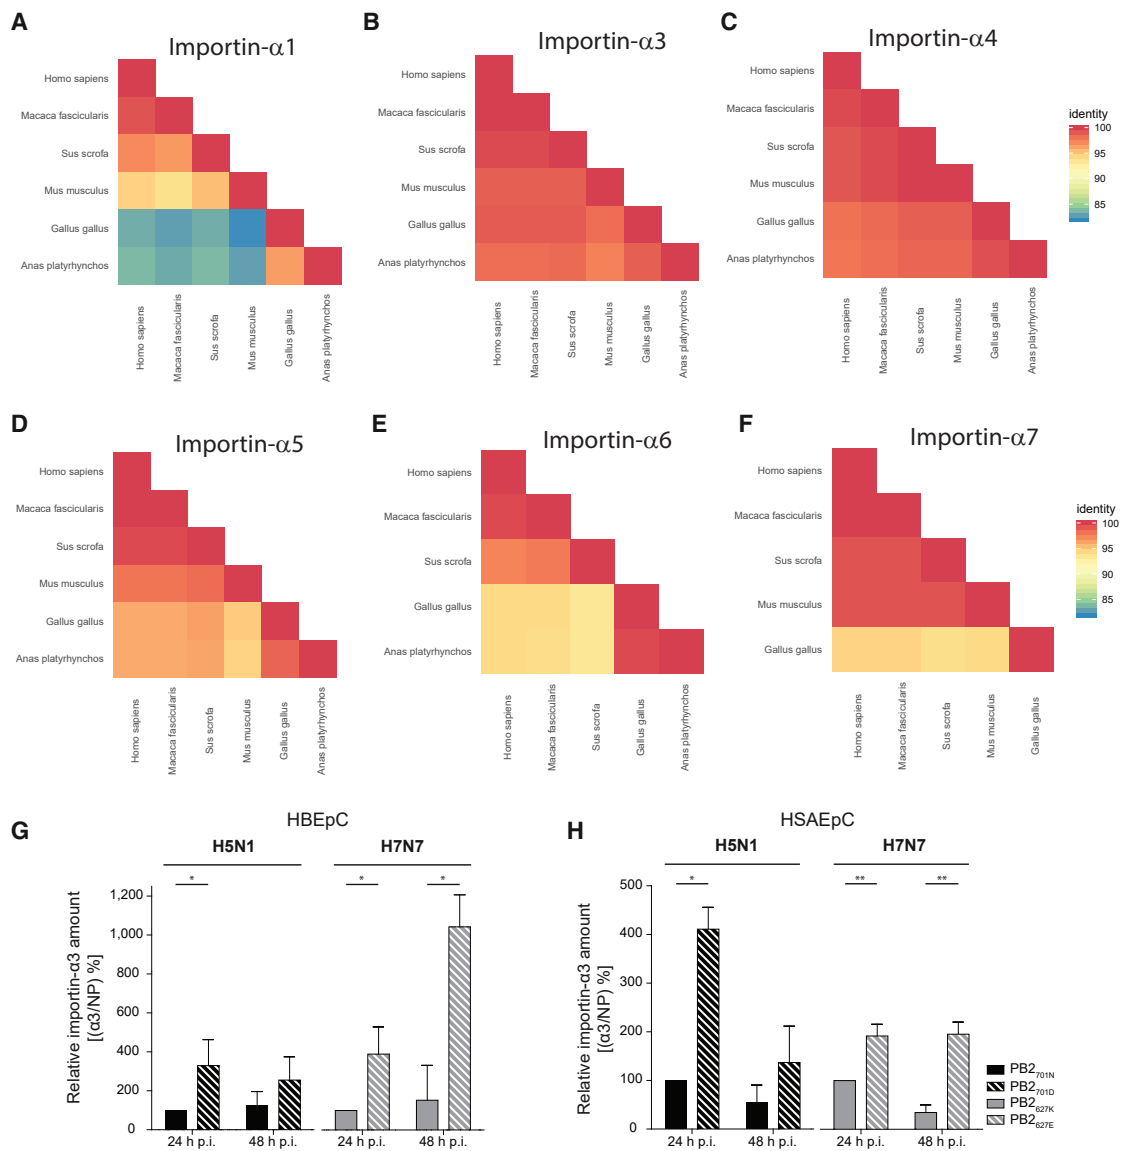 A
Importin-α1
Homo sapiens
Macaca fascicularis
Sus scrofa
Mus musculus
Gallus gallus
Anas platyrhynchos
Homo sapiens
Macaca fascicularis
Sus scrofa
Mus musculus
Gallus gallus
Anas platyrhynchos
B
Importin-α3
Homo sapiens
Macaca fascicularis
Sus scrofa
Mus musculus
Gallus gallus
Anas platyrhynchos
Homo sapiens
Macaca fascicularis
Sus scrofa
Mus musculus
Gallus gallus
Anas platyrhynchos
C
Importin-α4
Homo sapiens
Macaca fascicularis
Sus scrofa
Mus musculus
Gallus gallus
Anas platyrhynchos
Homo sapiens
Macaca fascicularis
Sus scrofa
Mus musculus
Gallus gallus
Anas platyrhynchos
identity
100
95
90
85
D
Importin-α5
Homo sapiens
Macaca fascicularis
Sus scrofa
Mus musculus
Gallus gallus
Anas platyrhynchos
Homo sapiens
Macaca fascicularis
Sus scrofa
Mus musculus
Gallus gallus
Anas platyrhynchos
E
Importin-α6
Homo sapiens
Macaca fascicularis
Sus scrofa
Gallus gallus
Anas platyrhynchos
Homo sapiens
Macaca fascicularis
Sus scrofa
Gallus gallus
Anas platyrhynchos
F
Importin-α7
Homo sapiens
Macaca fascicularis
Sus scrofa
Mus musculus
Gallus gallus
Homo sapiens
Macaca fascicularis
Sus scrofa
Mus musculus
Gallus gallus
identity
100
95
90
85
G
HBEpC
H5N1
H7N7
Relative importin-α3 amount
[(α3/NP) %]
1,200
1,000
800
600
400
200
100
0
*
*
*
24 h p.i.
48 h p.i.
24 h p.i.
48 h p.i.
H
HSAEpC
H5N1
H7N7
Relative importin-α3 amount
[(α3/NP) %]
500
400
300
200
100
0
*
**
**
24 h p.i.
48 h p.i.
24 h p.i.
48 h p.i.
PB2701N
PB2701D
PB2627K
PB2627E